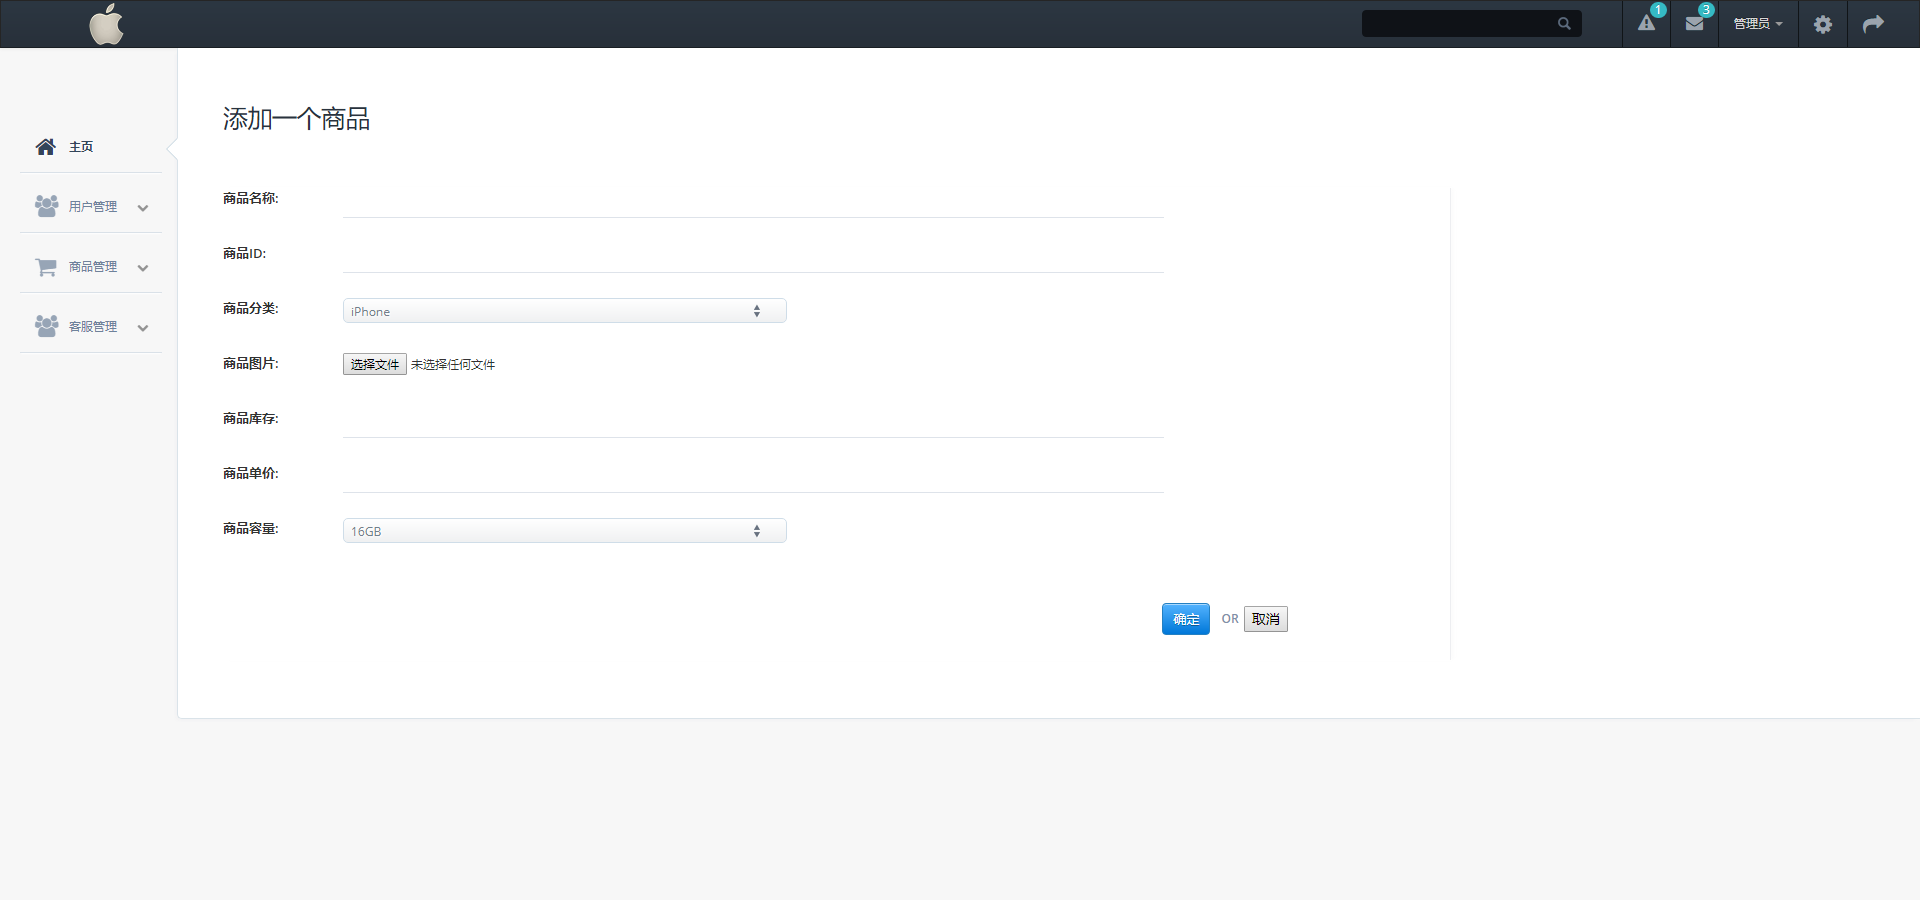 1
3
管理员
主页
用户管理
商品管理
客服管理
添加一个商品
商品名称:
商品ID:
商品分类:
iPhone
商品图片:
选择文件 未选择任何文件
商品库存:
商品单价:
商品容量:
16GB
确定 OR 取消